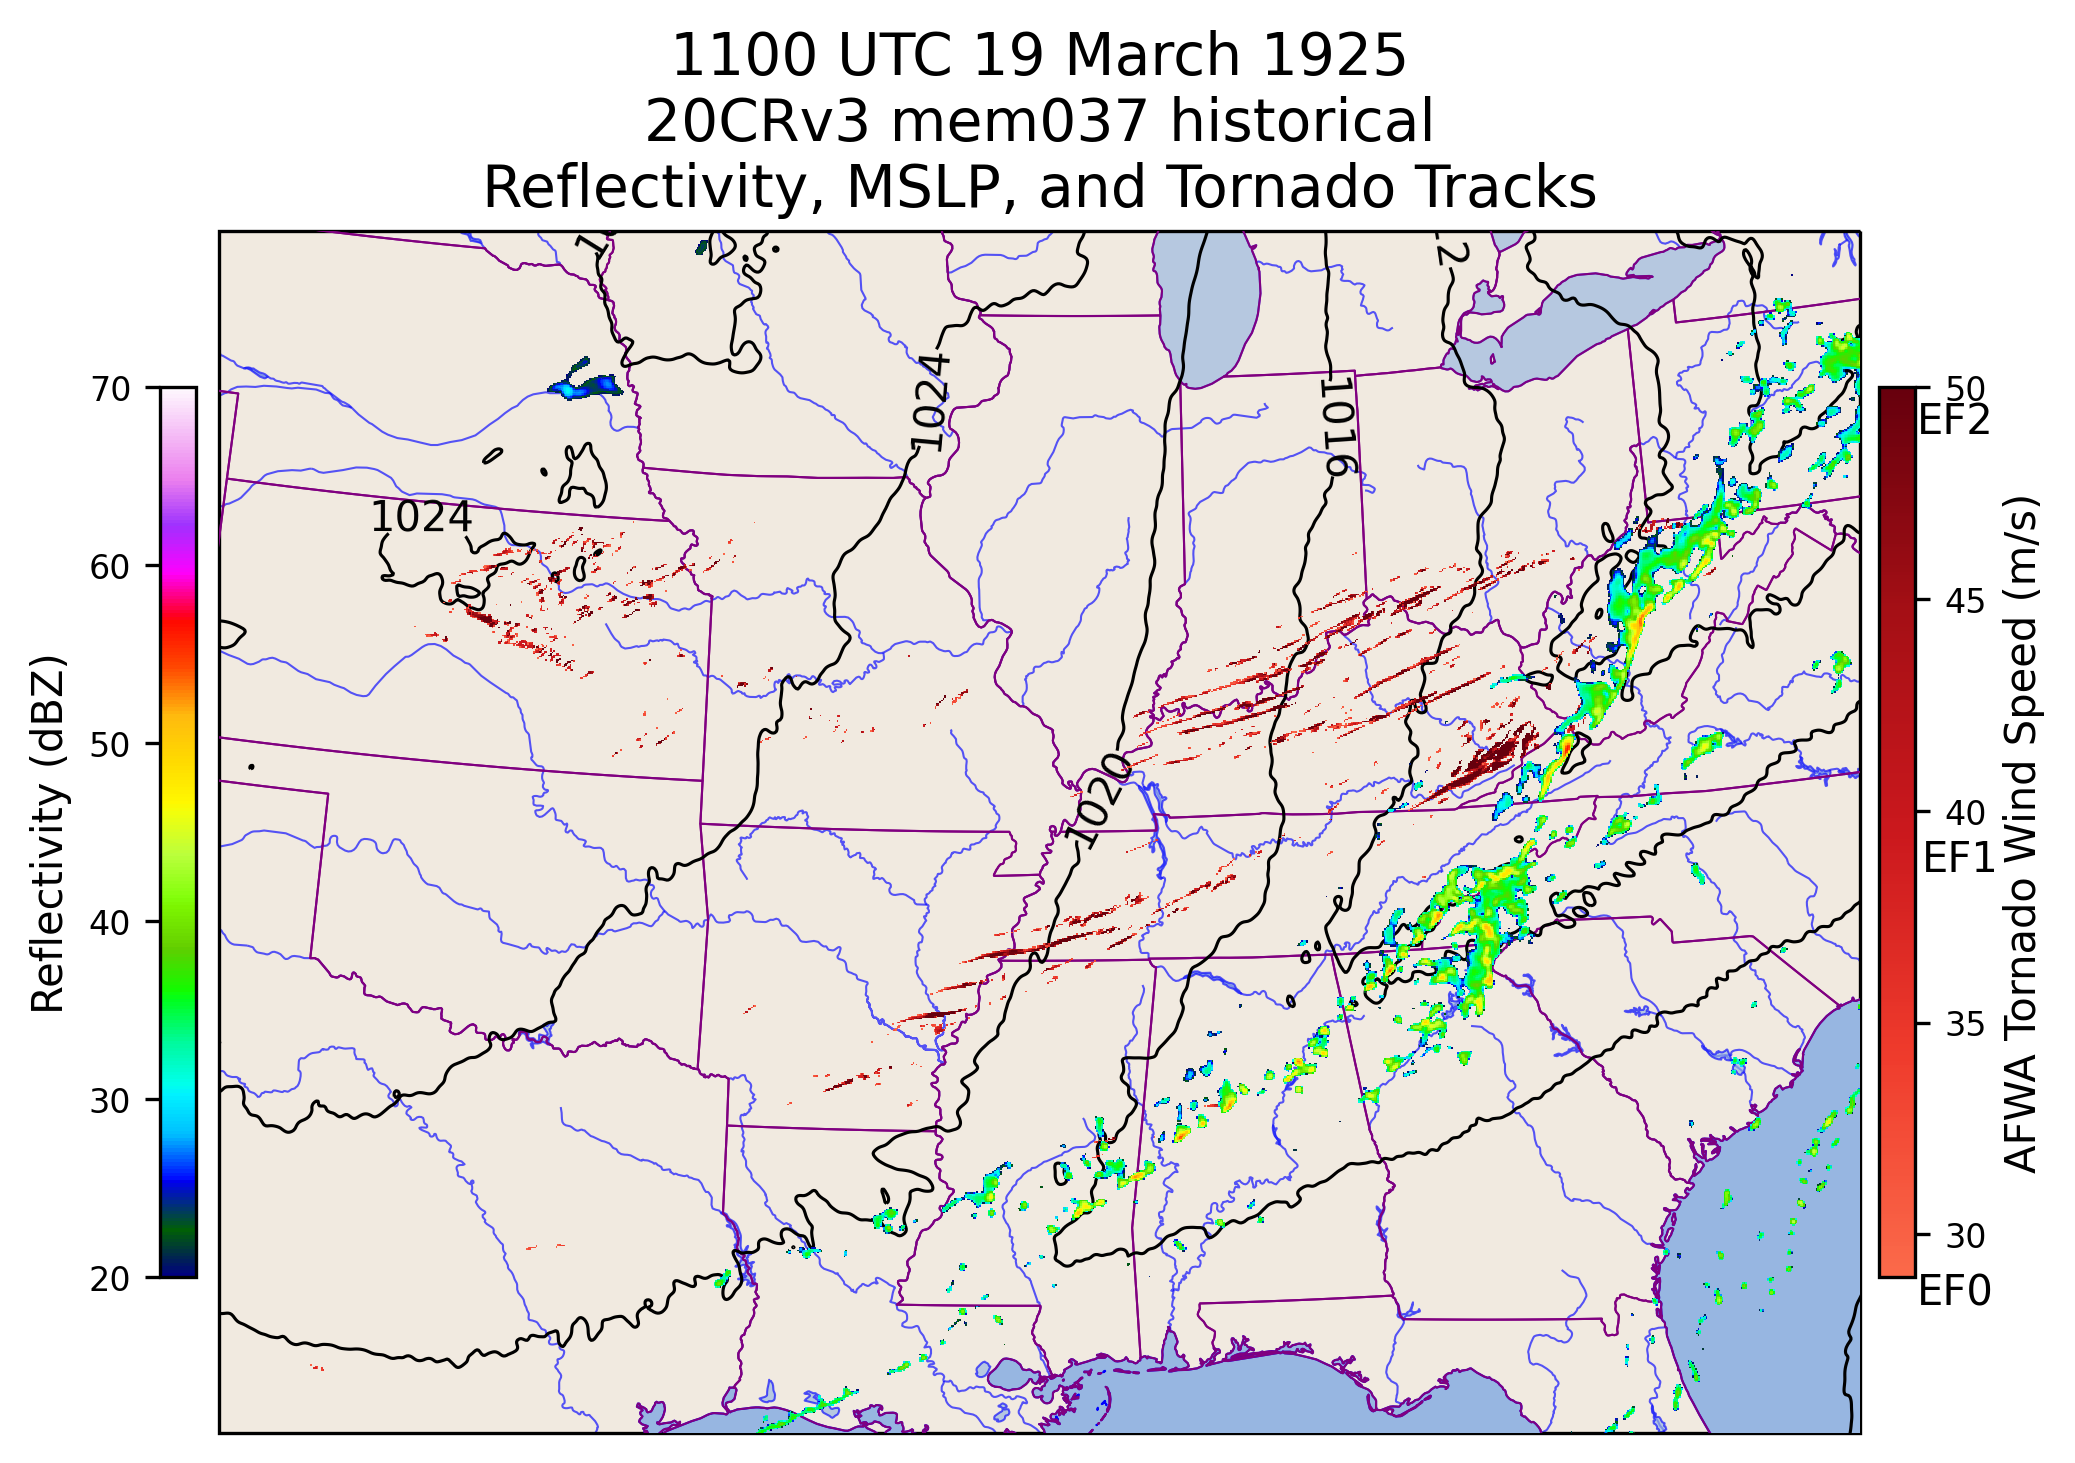 1100 UTC 19 March 1925
20CRv3 mem037 historical
Reflectivity, MSLP, and Tornado Tracks
1024
1024
1016
1020
1024
70
60
50
40
30
20
Reflectivity (dBZ)
50
EF2
45
40
EF1
35
30
EF0
AFWA Tornado Wind Speed (m/s)